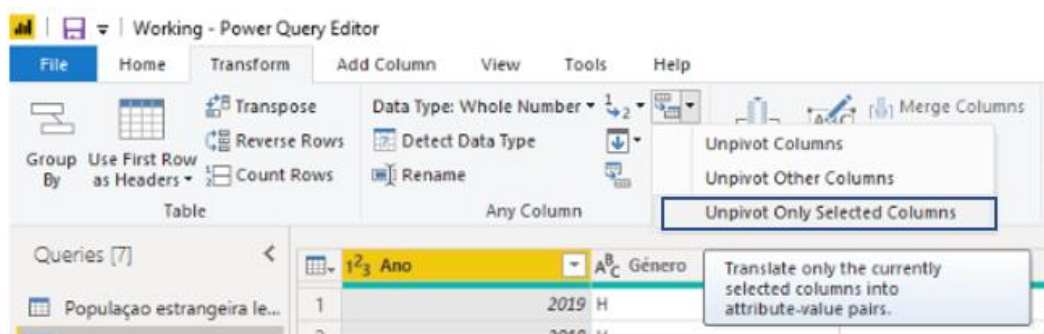 Working - Power Query Editor
File Home Transform Add Column View Tools Help
Transpose Data Type: Whole Number Merge Columns
Reverse Rows Detect Data Type Unpivot Columns
Group By Use First Row as Headers Count Rows Rename Unpivot Other Columns
Table Any Column Unpivot Only Selected Columns
Queries [7] 1²3 Ano ABC Género Translate only the currently
selected columns into
Populaçao estrangeira le... 1 2019 H attribute-value pairs.